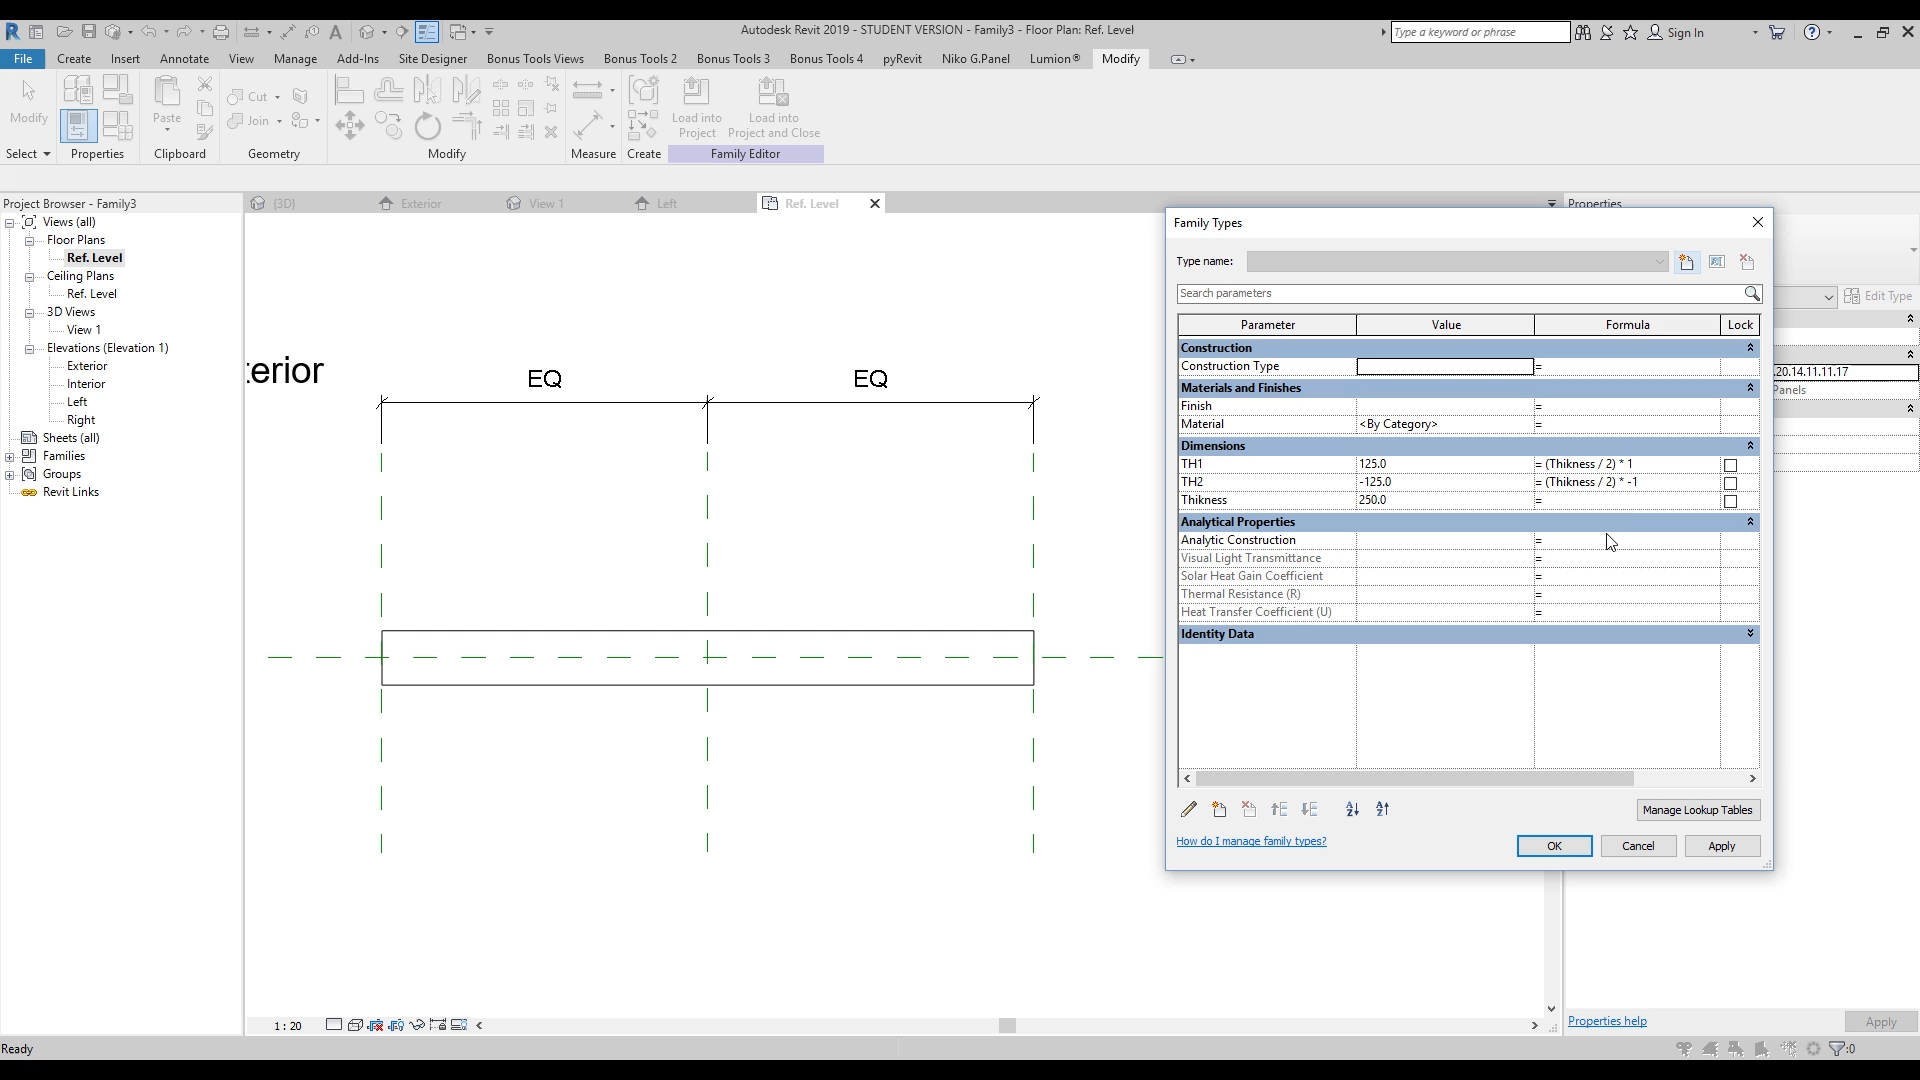 Autodesk Revit 2019 - STUDENT VERSION - Family3 - Floor Plan: Ref. Level
Type a keyword or phrase
Sign In
File Create Insert Annotate View Manage Add-Ins Site Designer Bonus Tools Views Bonus Tools 2 Bonus Tools 3 Bonus Tools 4 pyRevit Niko G.Panel Lumion® Modify
Modify
Paste
Cut
Join
Load into Project
Load into Project and Close
Select Properties Clipboard Geometry Modify Measure Create Family Editor
Project Browser - Family3
{3D} Exterior View 1 Left Ref. Level
Properties
Views (all)
Floor Plans
Ref. Level
Ceiling Plans
Ref. Level
3D Views
View 1
Elevations (Elevation 1)
Exterior
Interior
Left
Right
Sheets (all)
Families
Groups
Revit Links
terior
EQ EQ
Family Types
Type name:
Search parameters
Parameter Value Formula Lock
Construction
Construction Type =
Materials and Finishes
Finish =
Material <By Category> =
Dimensions
TH1 125.0 = (Thikness / 2) * 1
TH2 -125.0 = (Thikness / 2) * -1
Thikness 250.0 =
Analytical Properties
Analytic Construction =
Visual Light Transmittance =
Solar Heat Gain Coefficient =
Thermal Resistance (R) =
Heat Transfer Coefficient (U) =
Identity Data
Manage Lookup Tables
How do I manage family types?
OK Cancel Apply
Edit Type
.20.14.11.11.17
Panels
1 : 20
Properties help
Apply
Ready
:0